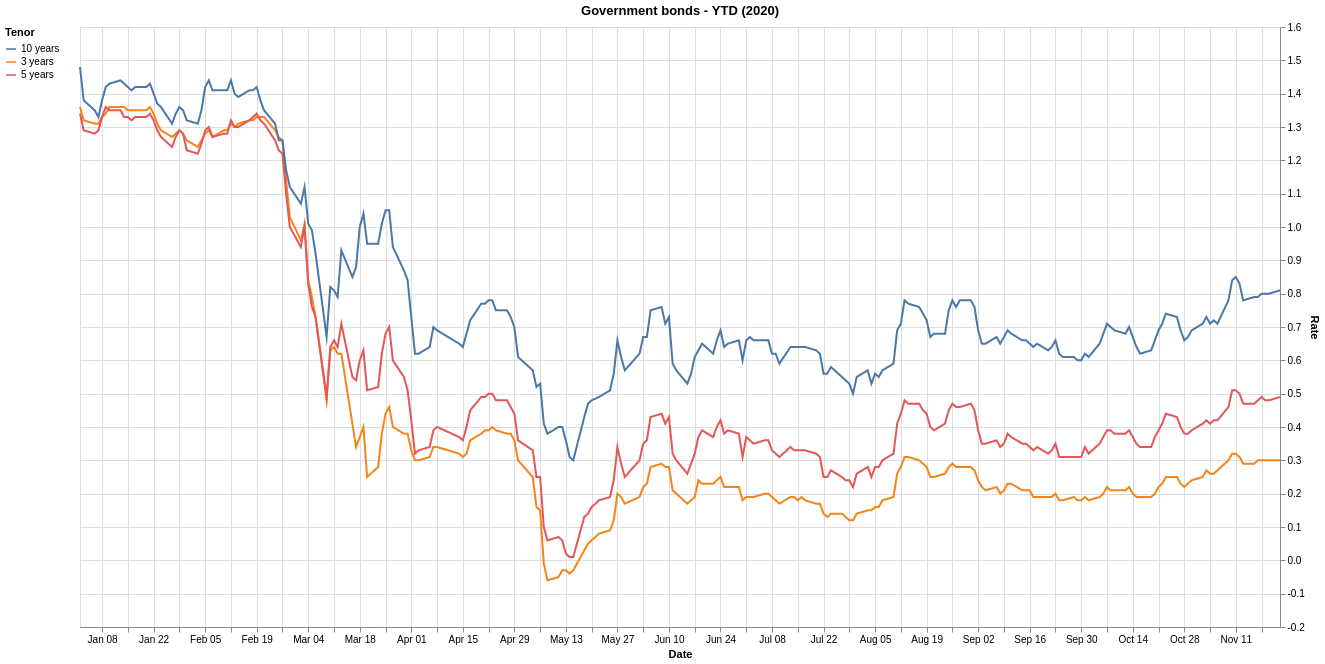 Government bonds - YTD (2020)
Tenor
10 years
3 years
5 years
1.6
1.5
1.4
1.3
1.2
1.1
1.0
0.9
0.8
0.7
0.6
0.5
0.4
0.3
0.2
0.1
0.0
-0.1
-0.2
Rate
Jan 08 Jan 22 Feb 05 Feb 19 Mar 04 Mar 18 Apr 01 Apr 15 Apr 29 May 13 May 27 Jun 10 Jun 24 Jul 08 Jul 22 Aug 05 Aug 19 Sep 02 Sep 16 Sep 30 Oct 14 Oct 28 Nov 11
Date